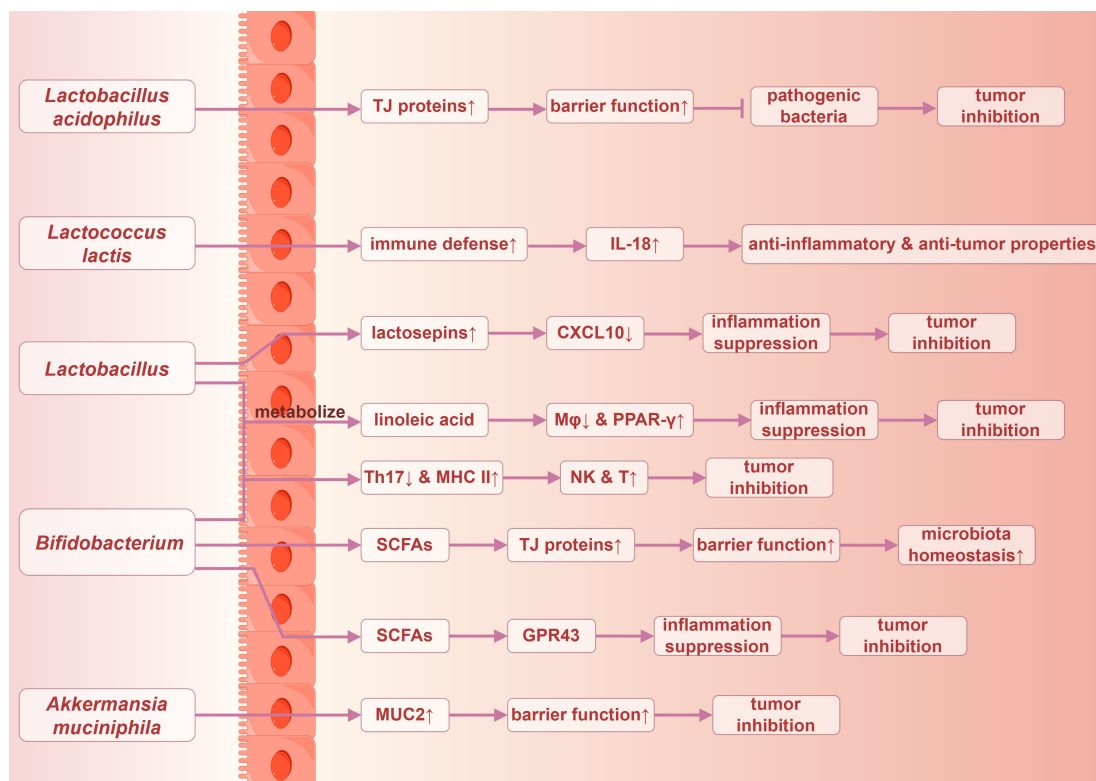 Lactobacillus
acidophilus
TJ proteins↑
barrier function↑
pathogenic
bacteria
tumor
inhibition
Lactococcus
lactis
immune defense↑
IL-18↑
anti-inflammatory & anti-tumor properties
Lactobacillus
lactosepins↑
CXCL10↓
inflammation
suppression
tumor
inhibition
metabolize
linoleic acid
Mφ↓ & PPAR-γ↑
inflammation
suppression
tumor
inhibition
Th17↓ & MHC II↑
NK & T↑
tumor
inhibition
Bifidobacterium
SCFAs
TJ proteins↑
barrier function↑
microbiota
homeostasis↑
SCFAs
GPR43
inflammation
suppression
tumor
inhibition
Akkermansia
muciniphila
MUC2↑
barrier function↑
tumor
inhibition